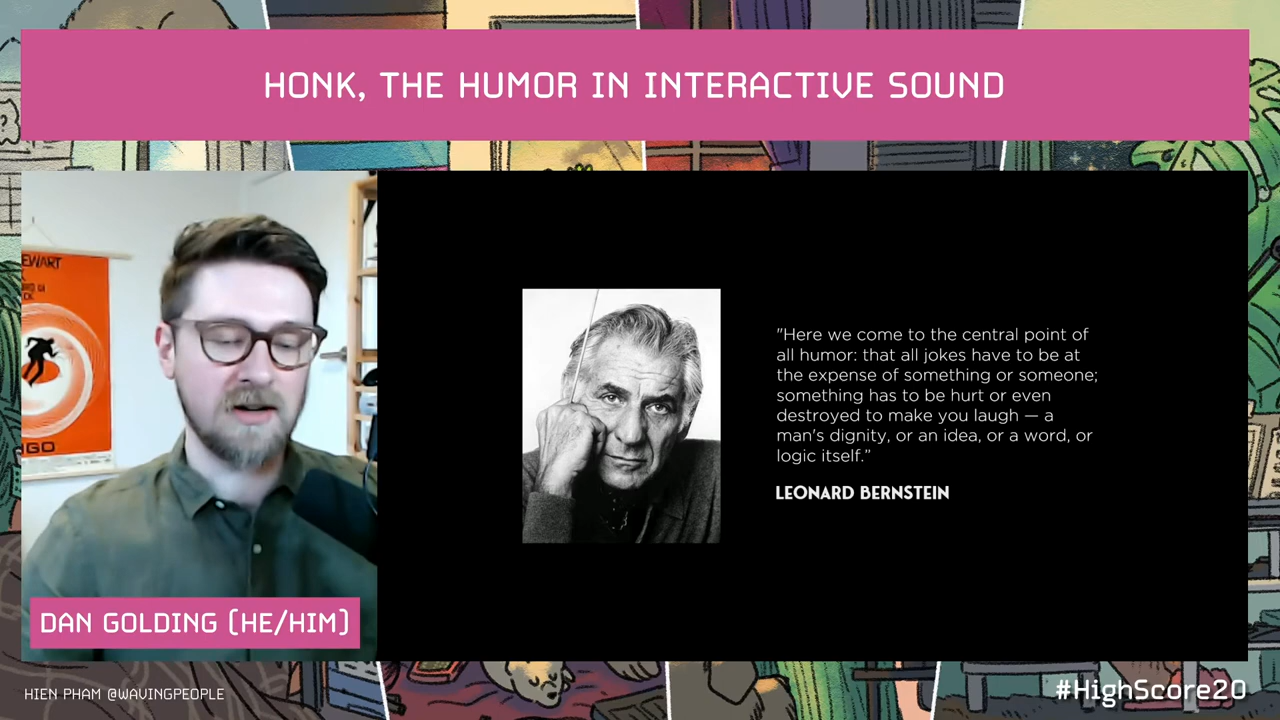 HONK, THE HUMOR IN INTERACTIVE SOUND
EWART
IGO
"Here we come to the central point of
all humor: that all jokes have to be at
the expense of something or someone;
something has to be hurt or even
destroyed to make you laugh — a
man's dignity, or an idea, or a word, or
logic itself.”
LEONARD BERNSTEIN
DAN GOLDING (HE/HIM)
HIEN PHAM @WAVINGPEOPLE
#HighScore20